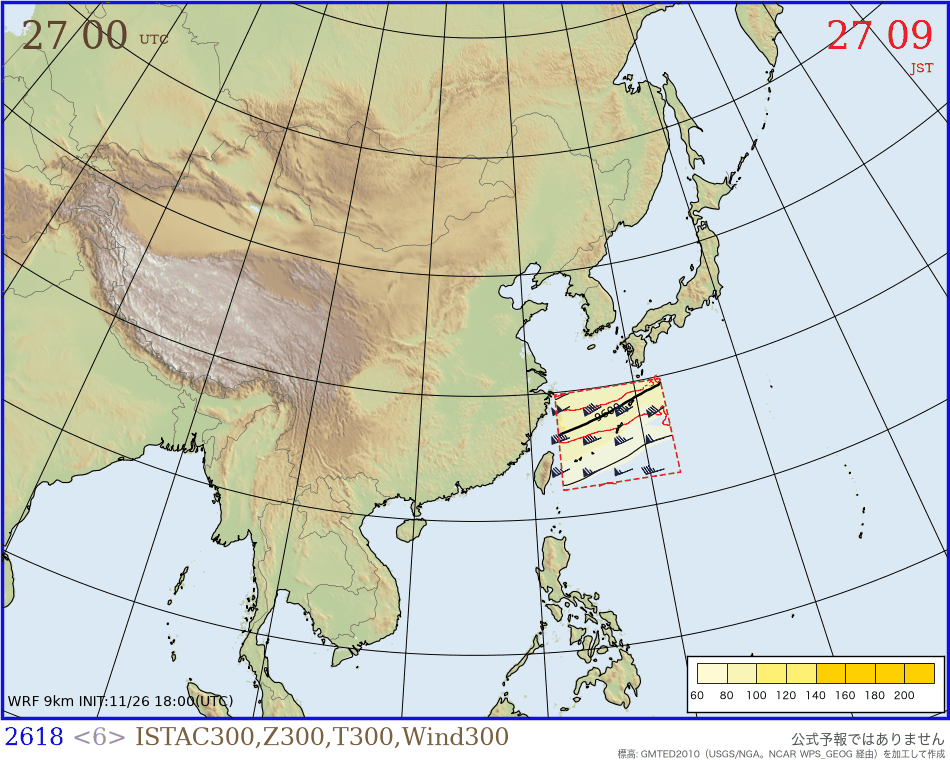 27 00 UTC
27 09
JST
9600
60 80 100 120 140 160 180 200
WRF 9km INIT:11/26 18:00(UTC)
2618 <6> ISTAC300,Z300,T300,Wind300
公式予報ではありません
標高: GMTED2010（USGS/NGA。NCAR WPS_GEOG 経由）を加工して作成